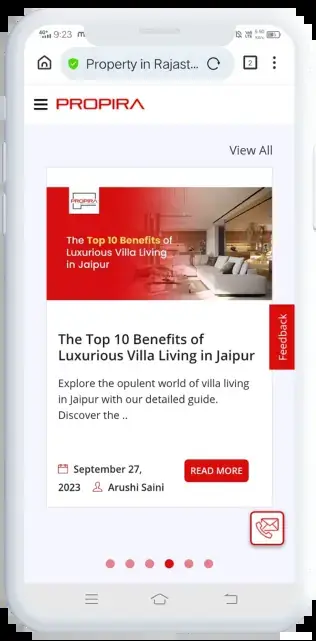 9:23
Property in Rajast...
2
PROPIRA
View All
PROPIRA
The Top 10 Benefits of
Luxurious Villa Living
in Jaipur
The Top 10 Benefits of
Luxurious Villa Living in Jaipur
Explore the opulent world of villa living
in Jaipur with our detailed guide.
Discover the ..
September 27,
2023 Arushi Saini
READ MORE
Feedback